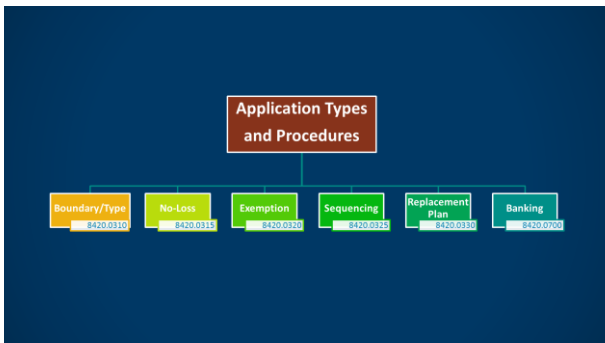 Application Types
and Procedures
Boundary/Type
8420.0310
No-Loss
8420.0315
Exemption
8420.0320
Sequencing
8420.0325
Replacement
Plan
8420.0330
Banking
8420.0700